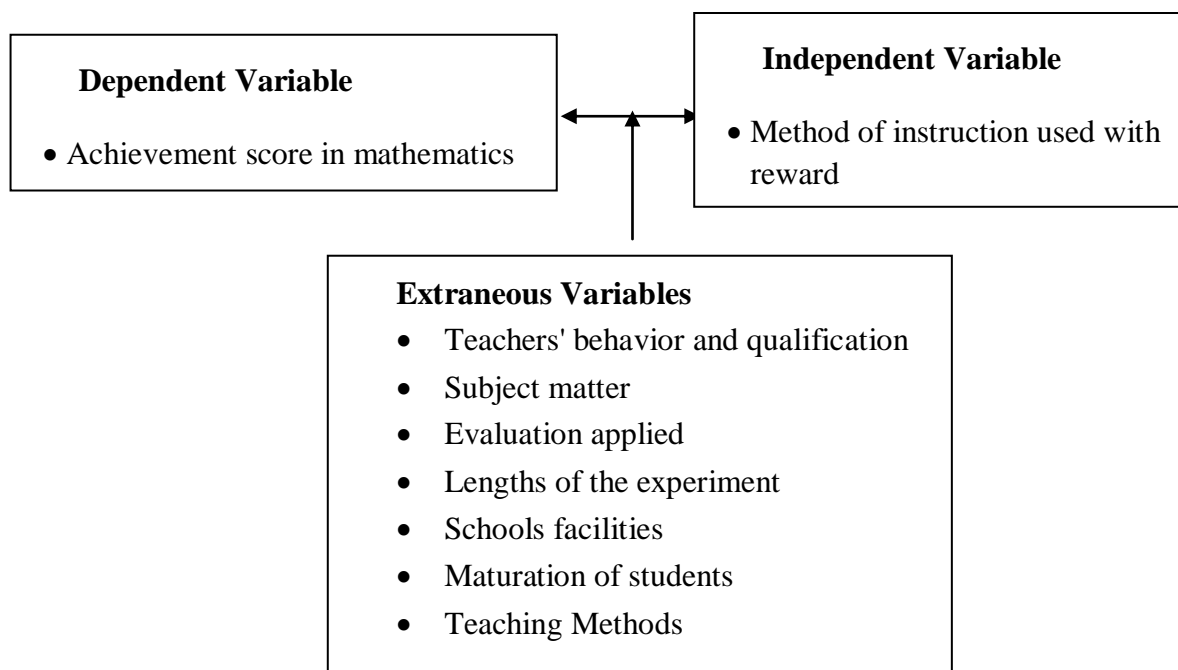 Dependent Variable
• Achievement score in mathematics
Independent Variable
• Method of instruction used with
reward
Extraneous Variables
• Teachers' behavior and qualification
• Subject matter
• Evaluation applied
• Lengths of the experiment
• Schools facilities
• Maturation of students
• Teaching Methods